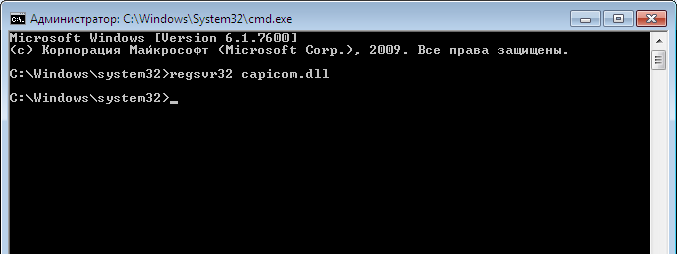 Администратор: C:\Windows\System32\cmd.exe
Microsoft Windows [Version 6.1.7600]
(c) Корпорация Майкрософт (Microsoft Corp.), 2009. Все права защищены.
C:\Windows\system32>regsvr32 capicom.dll
C:\Windows\system32>_